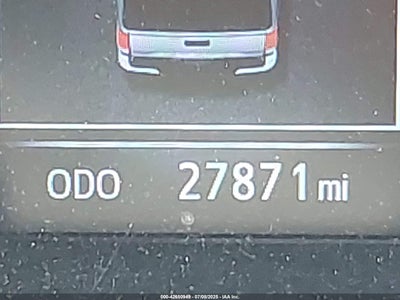 ODO 27871 mi
000-42650949 - 07/09/2025 - IAA Inc.